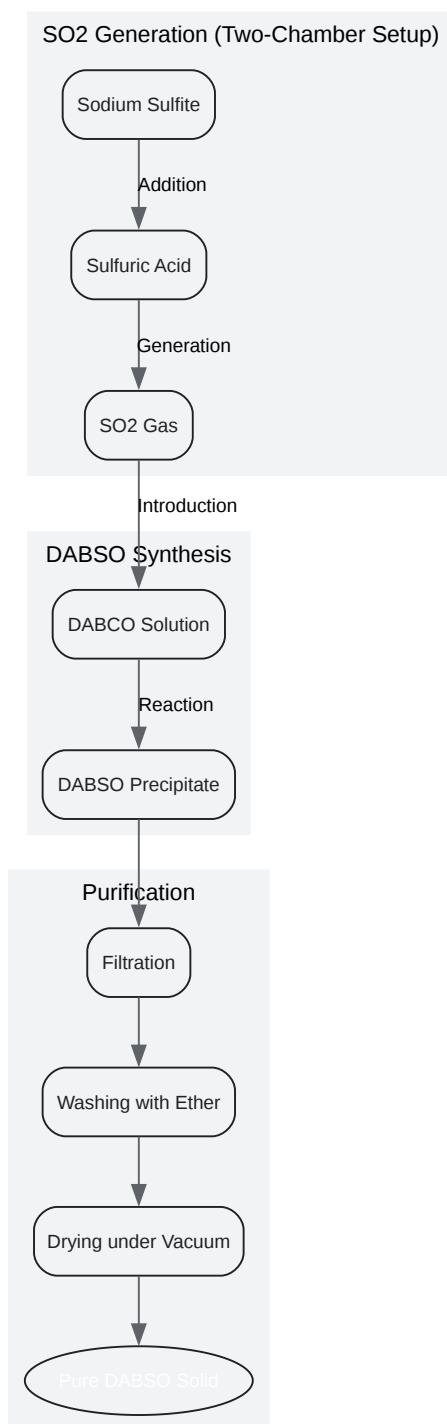 SO2 Generation (Two-Chamber Setup)
Sodium Sulfite
Addition
Sulfuric Acid
Generation
SO2 Gas
Introduction
DABSO Synthesis
DABCO Solution
Reaction
DABSO Precipitate
Purification
Filtration
Washing with Ether
Drying under Vacuum
Pure DABSO Solid